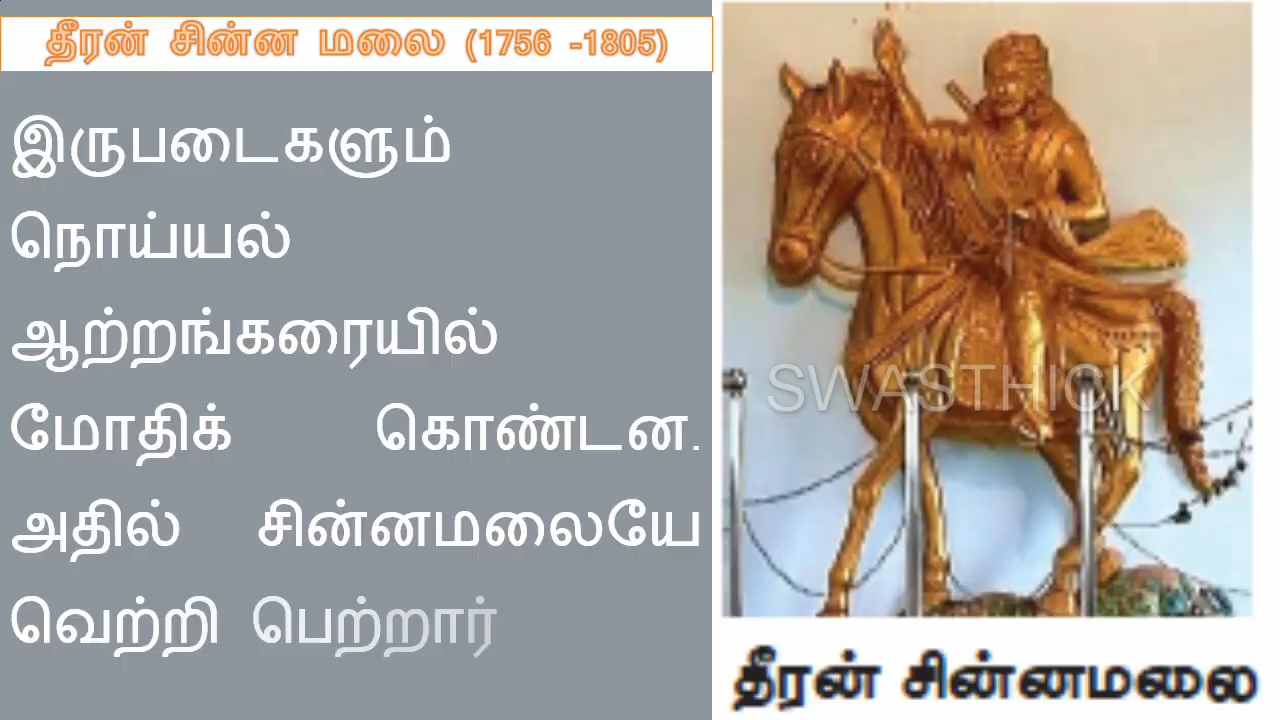 தீரன் சின்ன மலை (1756 -1805)
இருபடைகளும்
நொய்யல்
ஆற்றங்கரையில்
மோதிக் கொண்டன.
அதில் சின்னமலையே
வெற்றி பெற்றார்
SWASTHICK
தீரன் சின்னமலை